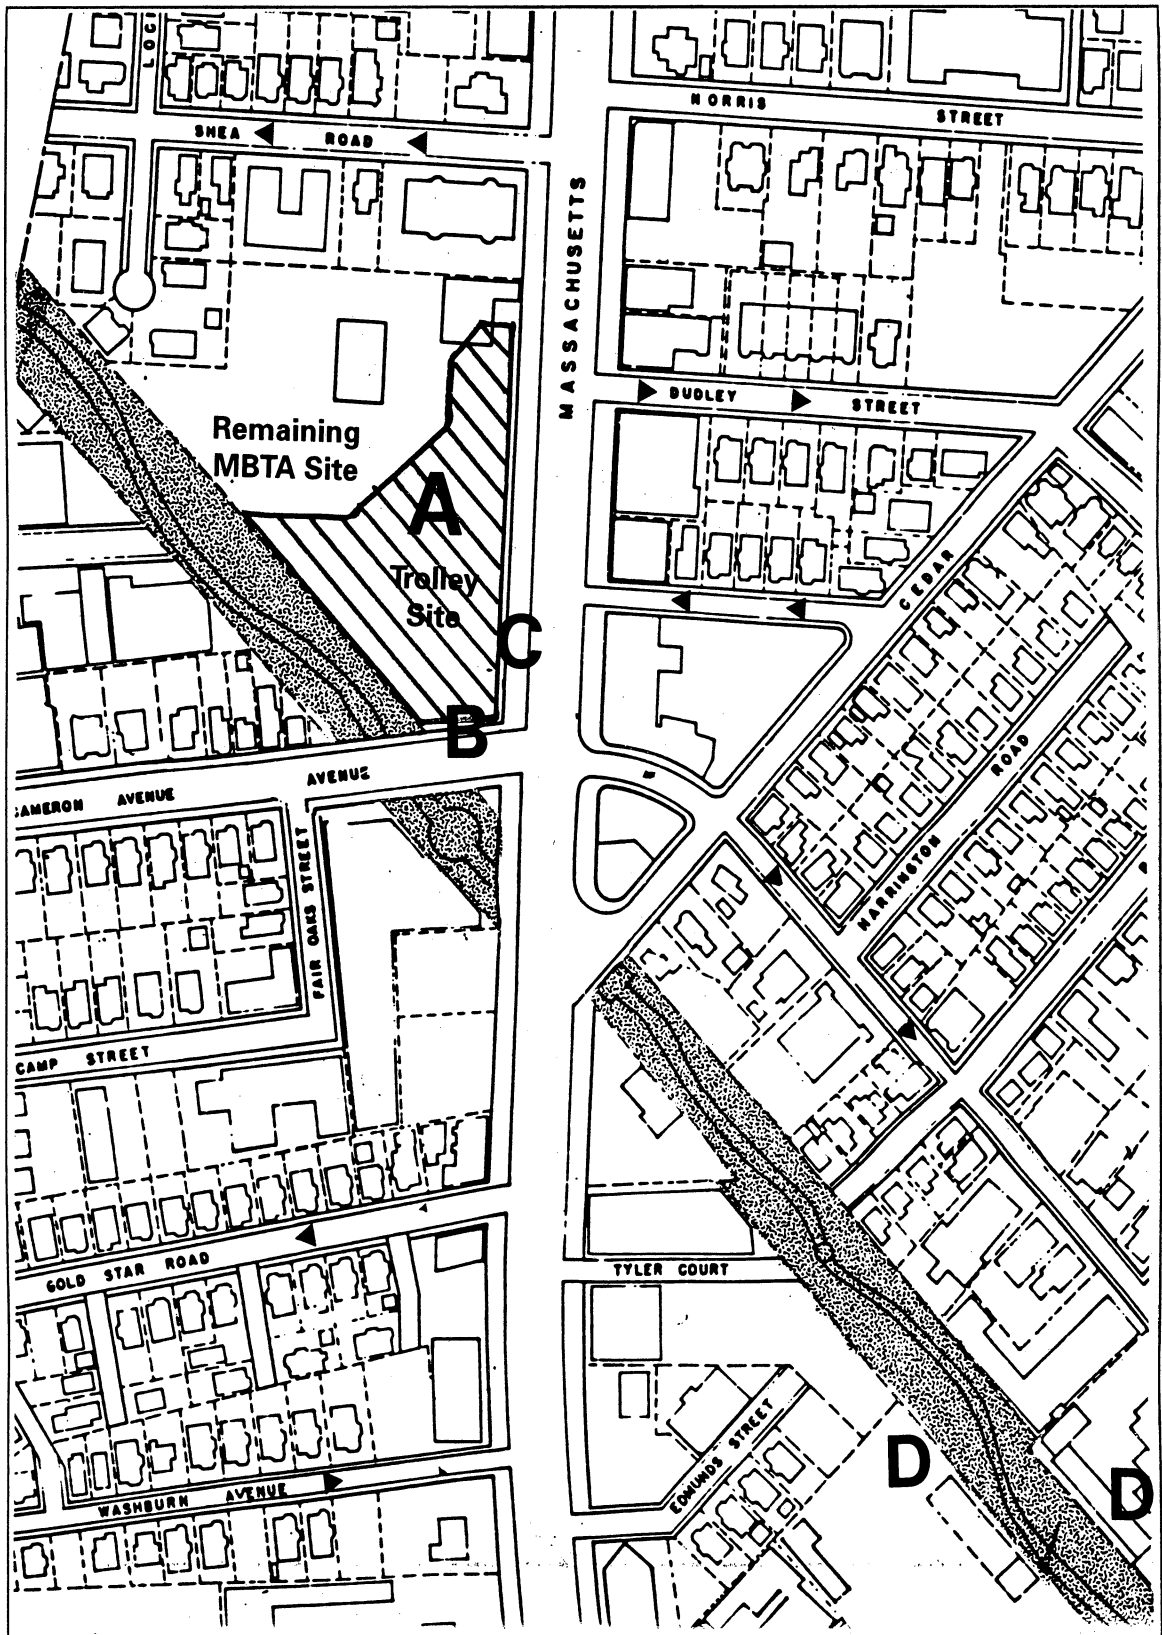 LOC
NORRIS STREET
SHEA ROAD
MASSACHUSETTS
DUDLEY STREET
Remaining
MBTA Site
A
Trolley
Site
CEDAR
C
B
ROAD
HARRINGTON
AVENUE
CAMERON AVENUE
FAIR OAKS STREET
CAMP STREET
GOLD STAR ROAD
TYLER COURT
EDMUNDS STREET
D
D
WASHBURN AVENUE